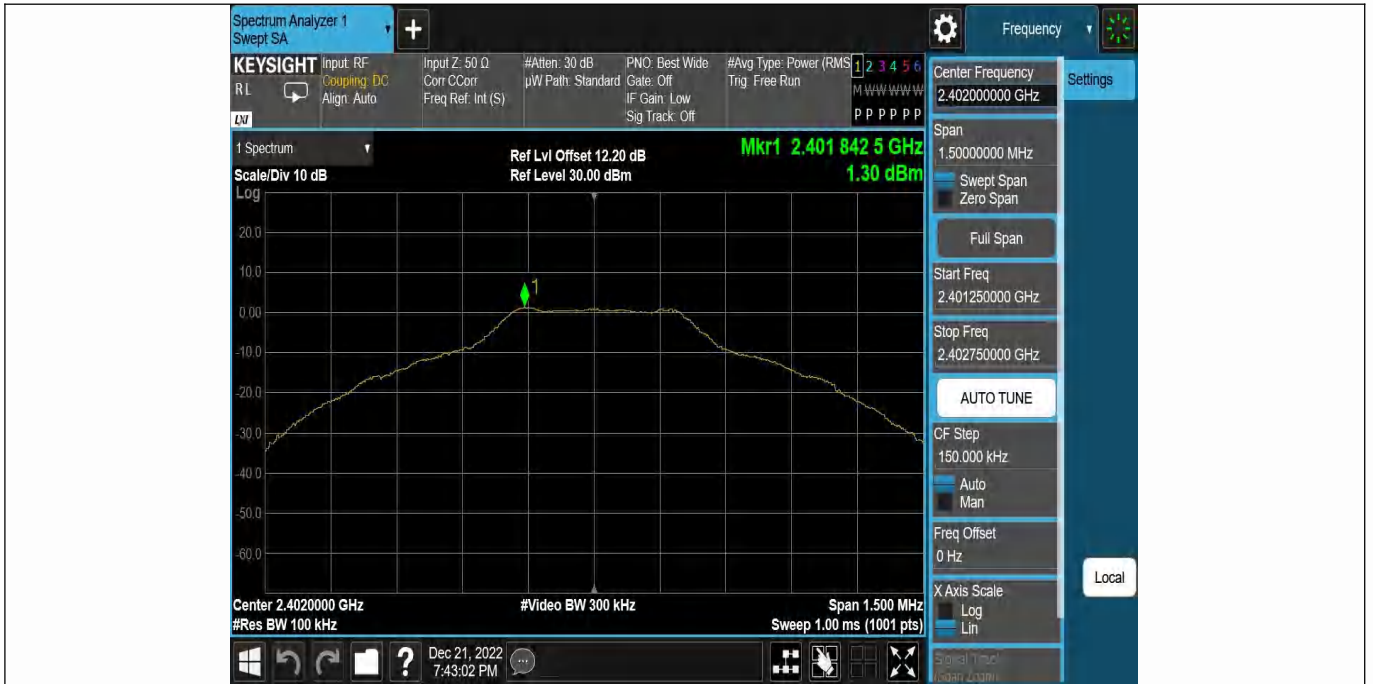 Spectrum Analyzer 1
Swept SA
Frequency
KEYSIGHT
RL
LXI
Input: RF
Coupling: DC
Align: Auto
Input Z: 50 Ω
Corr CCorr
Freq Ref: Int (S)
#Atten: 30 dB
µW Path: Standard
PNO: Best Wide
Gate: Off
IF Gain: Low
Sig Track: Off
#Avg Type: Power (RMS
Trig: Free Run
1 2 3 4 5 6
M W W W W W
P P P P P P
Center Frequency
2.402000000 GHz
Settings
Span
1.50000000 MHz
Swept Span
Zero Span
Full Span
Start Freq
2.401250000 GHz
Stop Freq
2.402750000 GHz
AUTO TUNE
CF Step
150.000 kHz
Auto
Man
Freq Offset
0 Hz
X Axis Scale
Log
Lin
Signal Track
(Span Zoom)
Local
1 Spectrum
Scale/Div 10 dB
Ref Lvl Offset 12.20 dB
Ref Level 30.00 dBm
Mkr1 2.401 842 5 GHz
1.30 dBm
Log
20.0
10.0
0.00
-10.0
-20.0
-30.0
-40.0
-50.0
-60.0
1
Center 2.4020000 GHz
#Res BW 100 kHz
#Video BW 300 kHz
Span 1.500 MHz
Sweep 1.00 ms (1001 pts)
?
Dec 21, 2022
7:43:02 PM